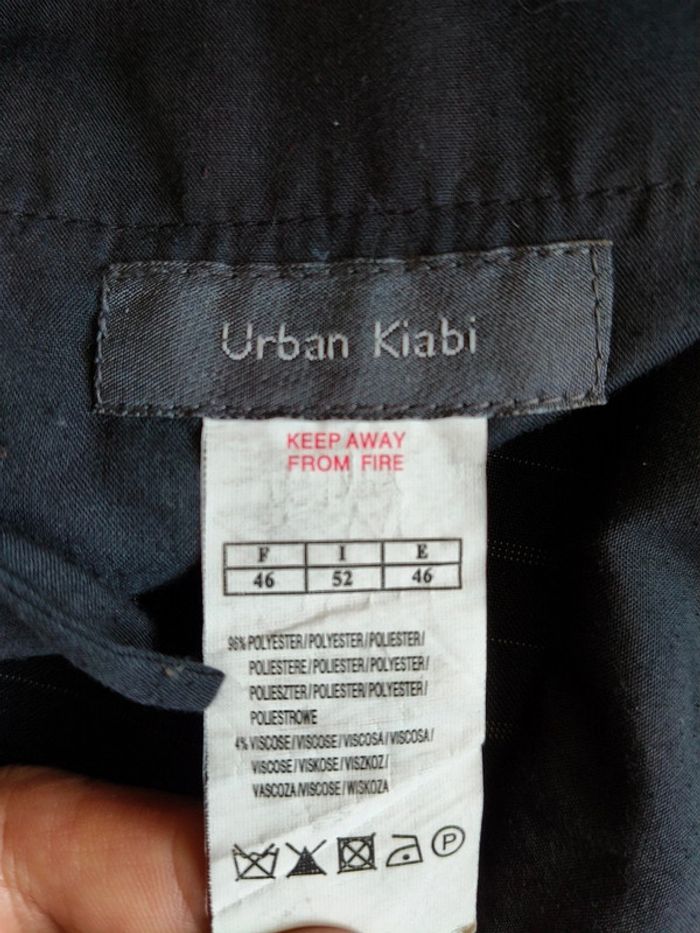 Urban Kiabi
KEEP AWAY
FROM FIRE
F I E
46 52 46
96% POLYESTER/POLYESTER/POLIESTER/
POLIESTERE/POLIESTER/POLYESTER/
POLIESZTER/POLIESTER/POLYESTER/
POLIESTROWE
4% VISCOSE/VISCOSE/VISCOSA/VISCOSA/
VISCOSE/VISKOSE/VISZKOZ/
VASCOZA/VISCOSE/WISKOZA
P